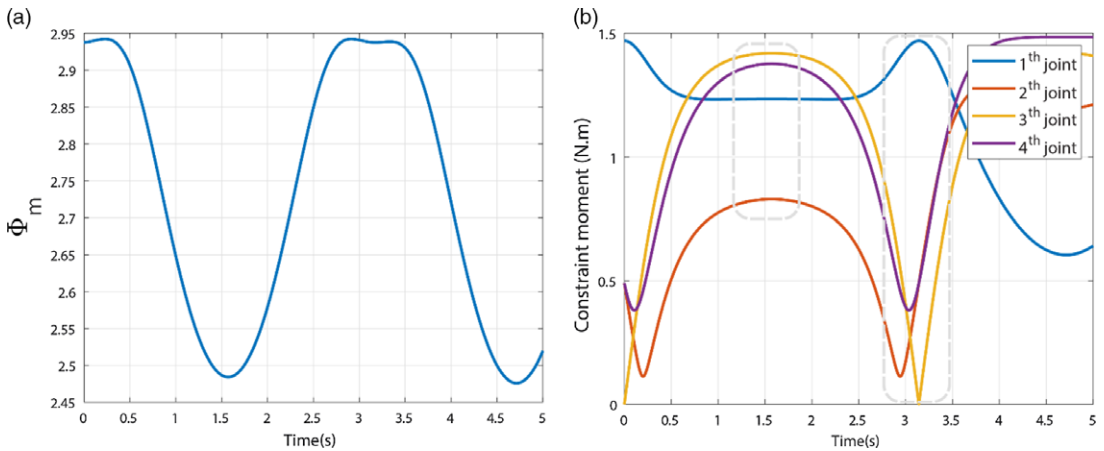 (a)
2.95
2.9
2.85
2.8
2.75
2.7
2.65
2.6
2.55
2.5
2.45
Φm
0 0.5 1 1.5 2 2.5 3 3.5 4 4.5 5
Time(s)
(b)
1.5
1
0.5
0
Constraint moment (N.m)
1th joint
2th joint
3th joint
4th joint
0 0.5 1 1.5 2 2.5 3 3.5 4 4.5 5
Time(s)